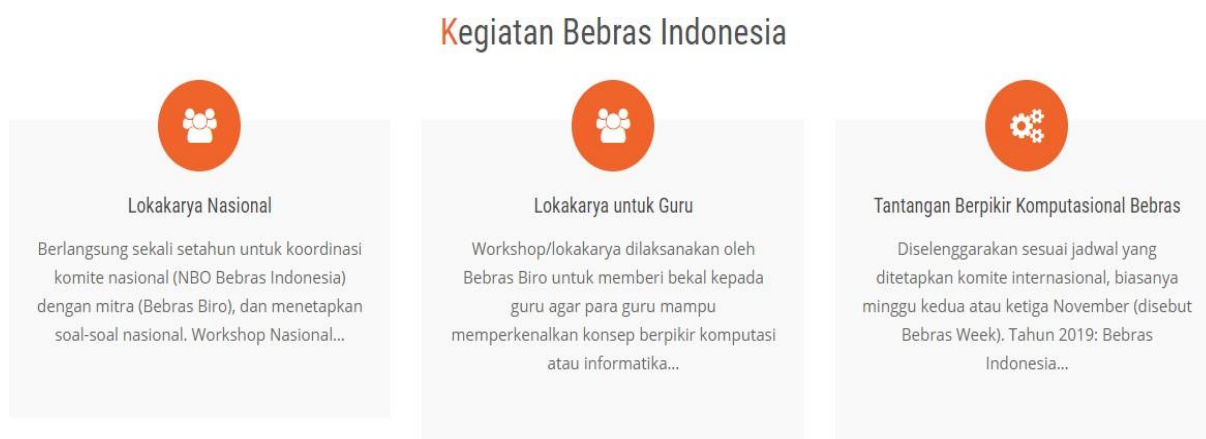 Kegiatan Bebras Indonesia
Lokakarya Nasional
Berlangsung sekali setahun untuk koordinasi
komite nasional (NBO Bebras Indonesia)
dengan mitra (Bebras Biro), dan menetapkan
soal-soal nasional. Workshop Nasional...
Lokakarya untuk Guru
Workshop/lokakarya dilaksanakan oleh
Bebras Biro untuk memberi bekal kepada
guru agar para guru mampu
memperkenalkan konsep berpikir komputasi
atau informatika...
Tantangan Berpikir Komputasional Bebras
Diselenggarakan sesuai jadwal yang
ditetapkan komite internasional, biasanya
minggu kedua atau ketiga November (disebut
Bebras Week). Tahun 2019: Bebras
Indonesia...